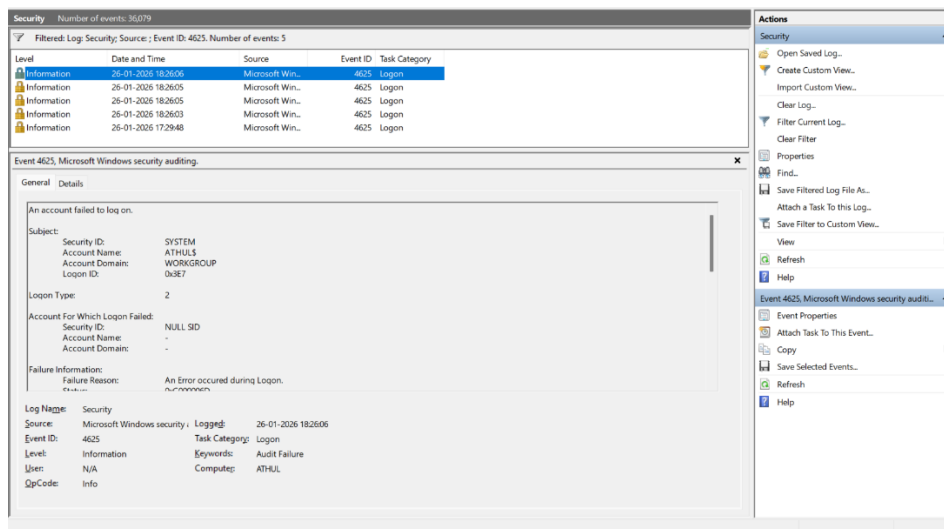 Security Number of events: 36,079
Filtered: Log: Security; Source: ; Event ID: 4625. Number of events: 5
Level Date and Time Source Event ID Task Category
Information 26-01-2026 18:26:06 Microsoft Win... 4625 Logon
Information 26-01-2026 18:26:05 Microsoft Win... 4625 Logon
Information 26-01-2026 18:26:05 Microsoft Win... 4625 Logon
Information 26-01-2026 18:26:03 Microsoft Win... 4625 Logon
Information 26-01-2026 17:29:48 Microsoft Win... 4625 Logon
Event 4625, Microsoft Windows security auditing.
General Details
An account failed to log on.
Subject:
Security ID: SYSTEM
Account Name: ATHUL$
Account Domain: WORKGROUP
Logon ID: 0x3E7
Logon Type: 2
Account For Which Logon Failed:
Security ID: NULL SID
Account Name: -
Account Domain: -
Failure Information:
Failure Reason: An Error occured during Logon.
Status: 0xC000006D
Log Name: Security
Source: Microsoft Windows security Logged: 26-01-2026 18:26:06
Event ID: 4625 Task Category: Logon
Level: Information Keywords: Audit Failure
User: N/A Computer: ATHUL
OpCode: Info
Actions
Security
Open Saved Log...
Create Custom View...
Import Custom View...
Clear Log...
Filter Current Log...
Clear Filter
Properties
Find...
Save Filtered Log File As...
Attach a Task To this Log...
Save Filter to Custom View...
View
Refresh
Help
Event 4625, Microsoft Windows security auditi...
Event Properties
Attach Task To This Event...
Copy
Save Selected Events...
Refresh
Help